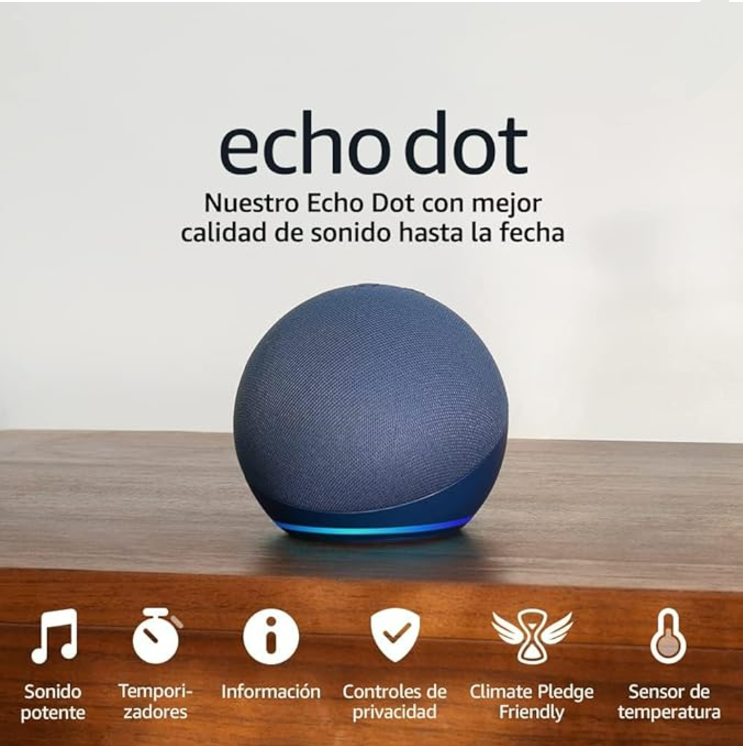 echo dot
Nuestro Echo Dot con mejor
calidad de sonido hasta la fecha
Sonido
potente
Tempori-
zadores
Información
Controles de
privacidad
Climate Pledge
Friendly
Sensor de
temperatura